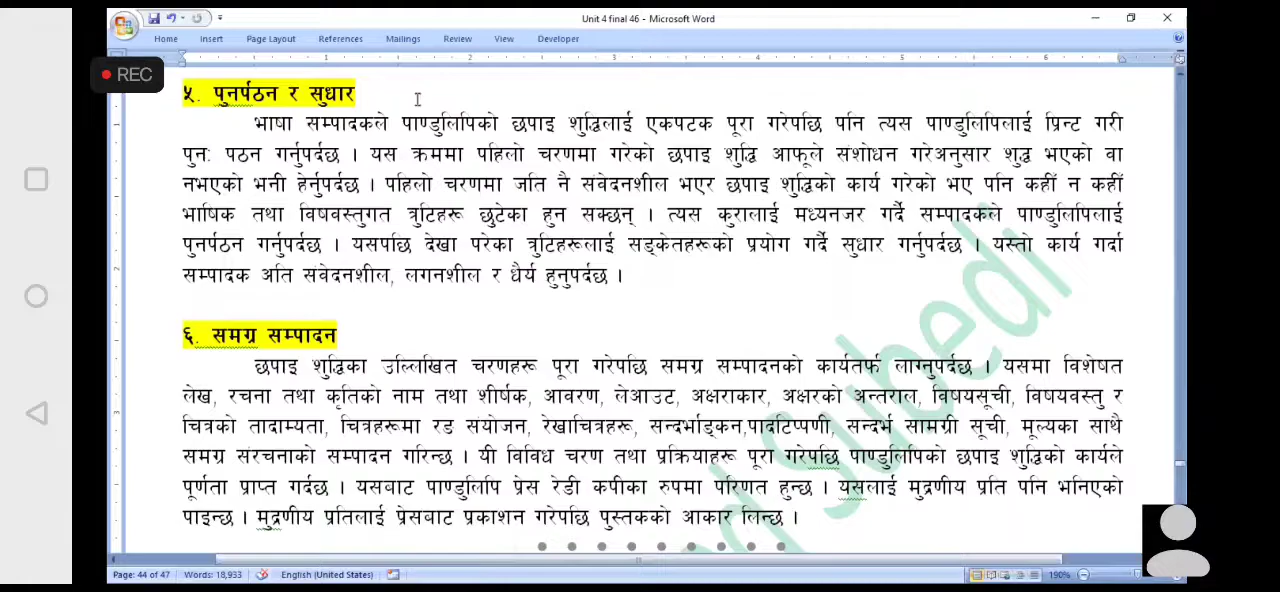 Unit 4 final 46 - Microsoft Word
Home Insert Page Layout References Mailings Review View Developer
REC
५. पुनर्पठन र सुधार
भाषा सम्पादकले पाण्डुलिपिको छपाइ शुद्धिलाई एकपटक पूरा गरेपछि पनि त्यस पाण्डुलिपिलाई प्रिन्ट गरी
पुनः पठन गर्नुपर्दछ । यस क्रममा पहिलो चरणमा गरेको छपाइ शुद्धि आफूले संशोधन गरेअनुसार शुद्ध भएको वा
नभएको भनी हेर्नुपर्दछ । पहिलो चरणमा जति नै संवेदनशील भएर छपाइ शुद्धिको कार्य गरेको भए पनि कहीं न कहीं
भाषिक तथा विषवस्तुगत त्रुटिहरू छुटेका हुन सक्छन् । त्यस कुरालाई मध्यनजर गर्दै सम्पादकले पाण्डुलिपिलाई
पुनर्पठन गर्नुपर्दछ । यसपछि देखा परेका त्रुटिहरूलाई सङ्केतहरूको प्रयोग गर्दै सुधार गर्नुपर्दछ । यस्तो कार्य गर्दा
सम्पादक अति संवेदनशील, लगनशील र धैर्य हुनुपर्दछ ।
६. समग्र सम्पादन
छपाइ शुद्धिका उल्लिखित चरणहरू पूरा गरेपछि समग्र सम्पादनको कार्यतर्फ लाग्नुपर्दछ । यसमा विशेषत
लेख, रचना तथा कृतिको नाम तथा शीर्षक, आवरण, लेआउट, अक्षराकार, अक्षरको अन्तराल, विषयसूची, विषयवस्तु र
चित्रको तादाम्यता, चित्रहरूमा रङ संयोजन, रेखाचित्रहरू, सन्दर्भाङ्कन,पादटिप्पणी, सन्दर्भ सामग्री सूची, मूल्यका साथै
समग्र संरचनाको सम्पादन गरिन्छ । यी विविध चरण तथा प्रक्रियाहरू पूरा गरेपछि पाण्डुलिपिको छपाइ शुद्धिको कार्यले
पूर्णता प्राप्त गर्दछ । यसबाट पाण्डुलिपि प्रेस रेडी कपीका रुपमा परिणत हुन्छ । यसलाई मुद्रणीय प्रति पनि भनिएको
पाइन्छ । मुद्रणीय प्रतिलाई प्रेसबाट प्रकाशन गरेपछि पुस्तकको आकार लिन्छ ।
Subedi
Page: 44 of 47 Words: 18,933 English (United States) 190%